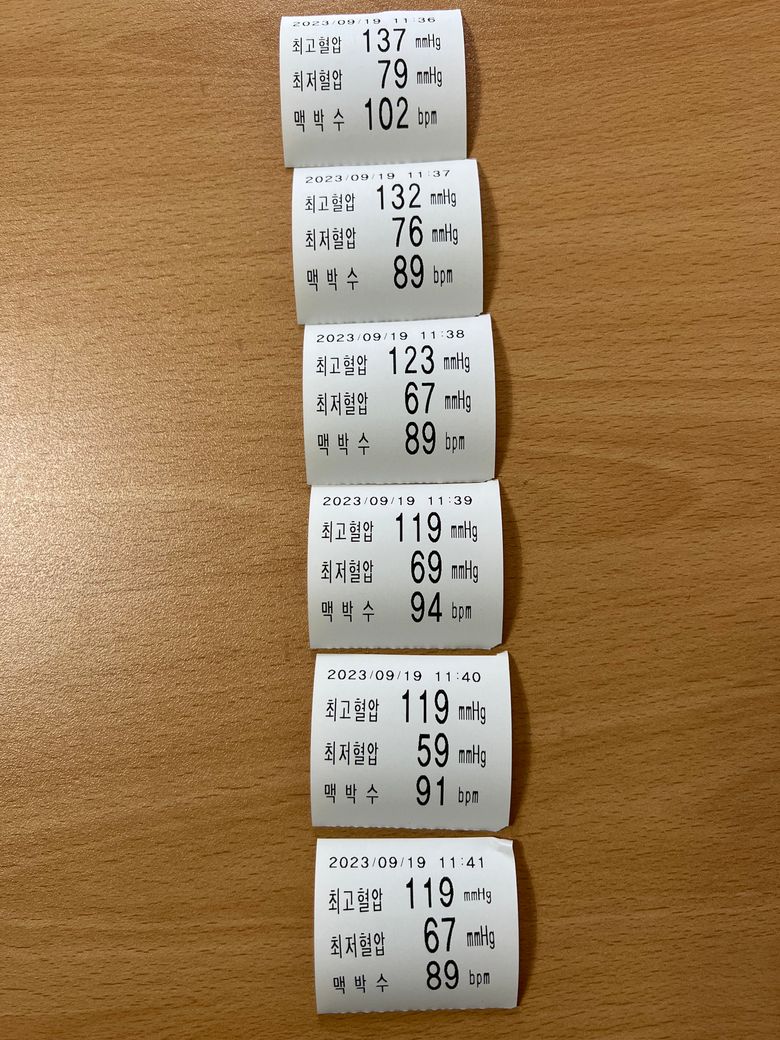 2023/09/19 11:36
최고혈압 137 mmHg
최저혈압 79 mmHg
맥 박 수 102 bpm
2023/09/19 11:37
최고혈압 132 mmHg
최저혈압 76 mmHg
맥 박 수 89 bpm
2023/09/19 11:38
최고혈압 123 mmHg
최저혈압 67 mmHg
맥 박 수 89 bpm
2023/09/19 11:39
최고혈압 119 mmHg
최저혈압 69 mmHg
맥 박 수 94 bpm
2023/09/19 11:40
최고혈압 119 mmHg
최저혈압 59 mmHg
맥 박 수 91 bpm
2023/09/19 11:41
최고혈압 119 mmHg
최저혈압 67 mmHg
맥 박 수 89 bpm